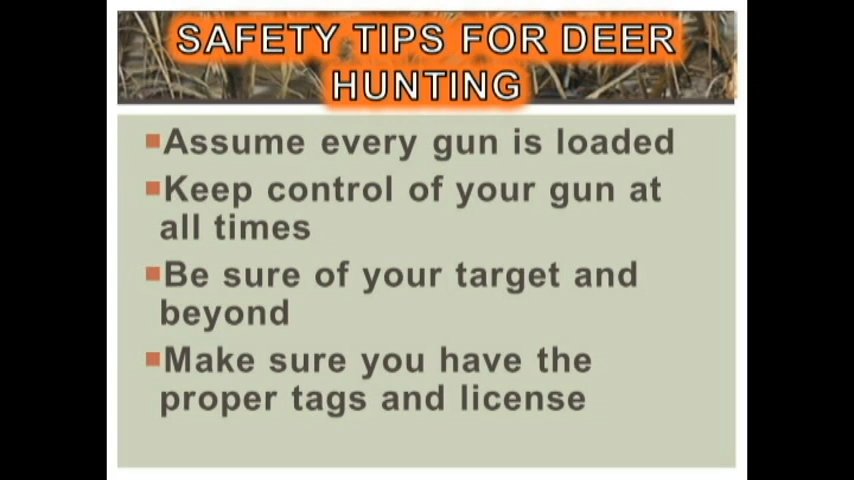 SAFETY TIPS FOR DEER
HUNTING
Assume every gun is loaded
Keep control of your gun at
all times
Be sure of your target and
beyond
Make sure you have the
proper tags and license